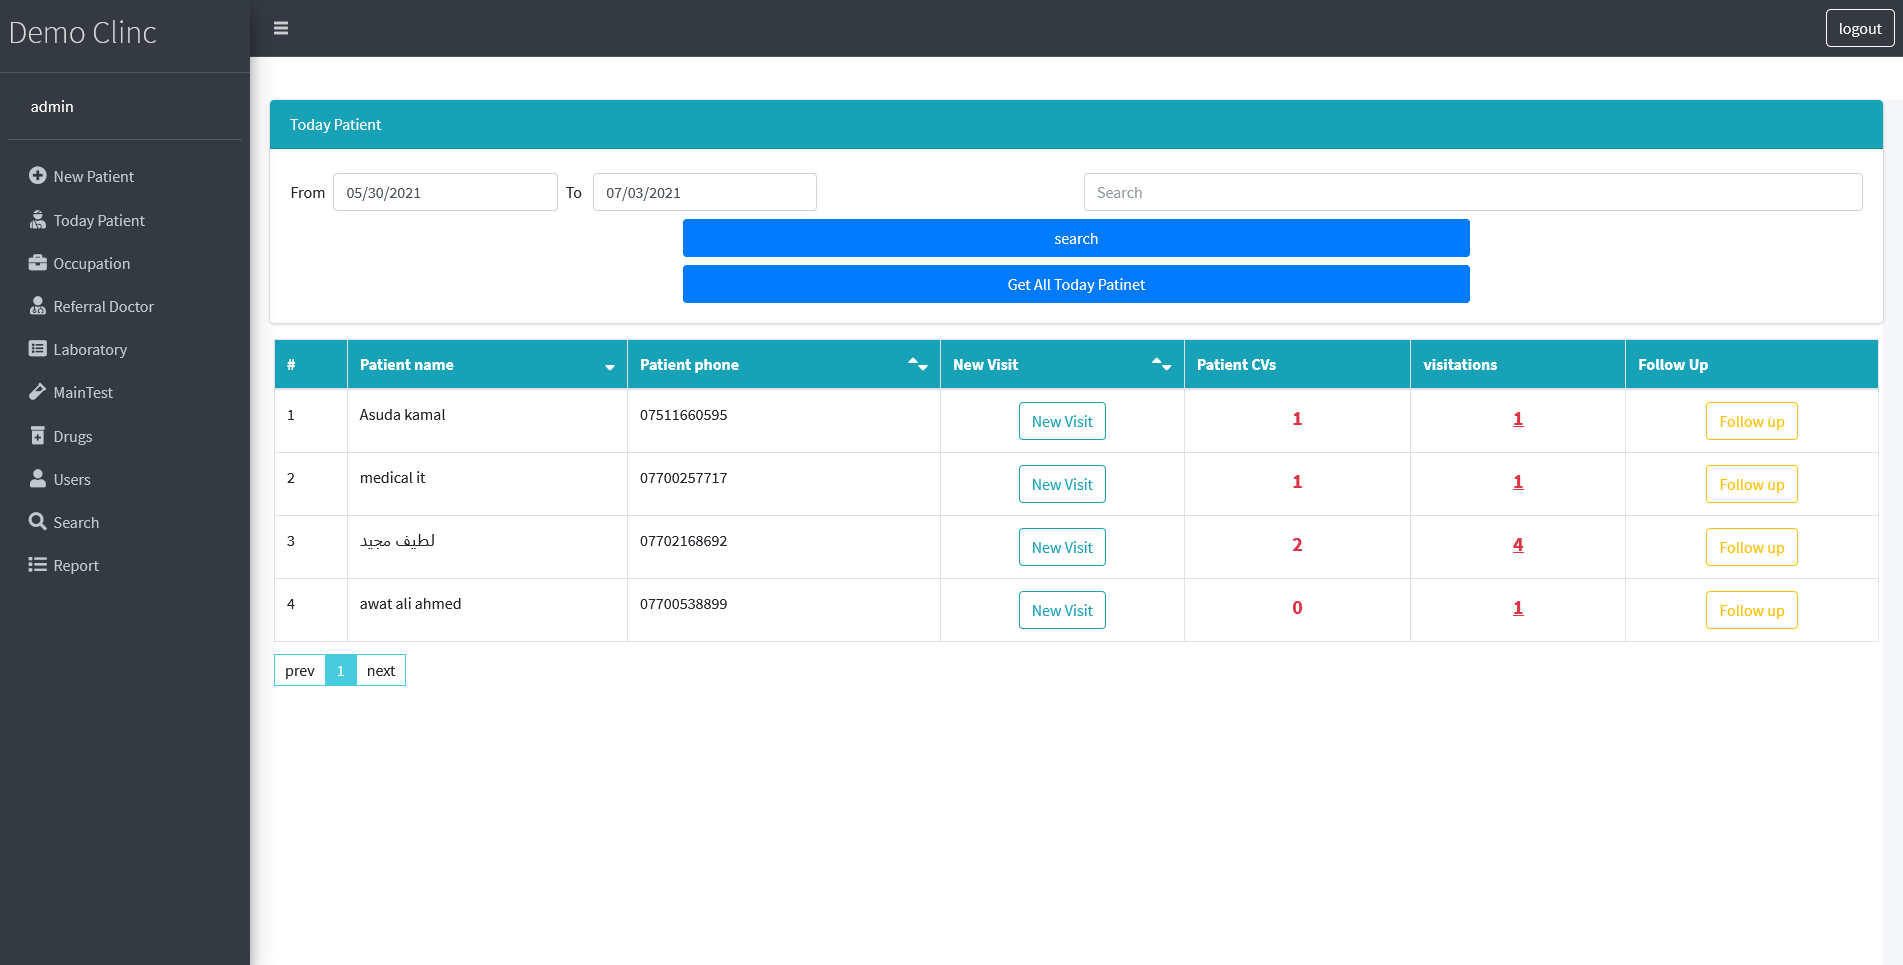 Demo Clinc
logout
admin
New Patient
Today Patient
Occupation
Referral Doctor
Laboratory
MainTest
Drugs
Users
Search
Report
Today Patient
From 05/30/2021 To 07/03/2021 Search
search
Get All Today Patinet
# Patient name Patient phone New Visit Patient CVs visitations Follow Up
1 Asuda kamal 07511660595 New Visit 1 1 Follow up
2 medical it 07700257717 New Visit 1 1 Follow up
3 لطيف مجيد 07702168692 New Visit 2 4 Follow up
4 awat ali ahmed 07700538899 New Visit 0 1 Follow up
prev 1 next